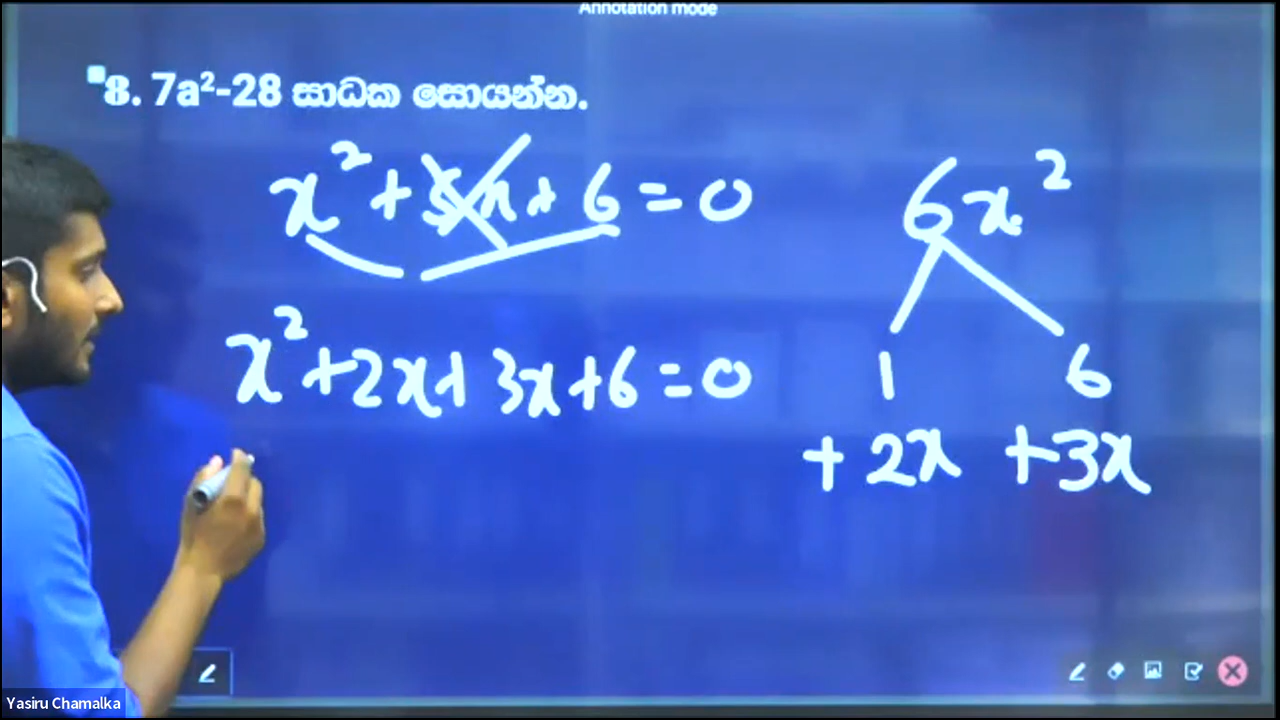 Annotation mode
8. 7a²-28 සාධක සොයන්න.
x² + 5x + 6 = 0
6x²
x² + 2x + 3x + 6 = 0
1 6
+ 2x + 3x
Yasiru Chamalka